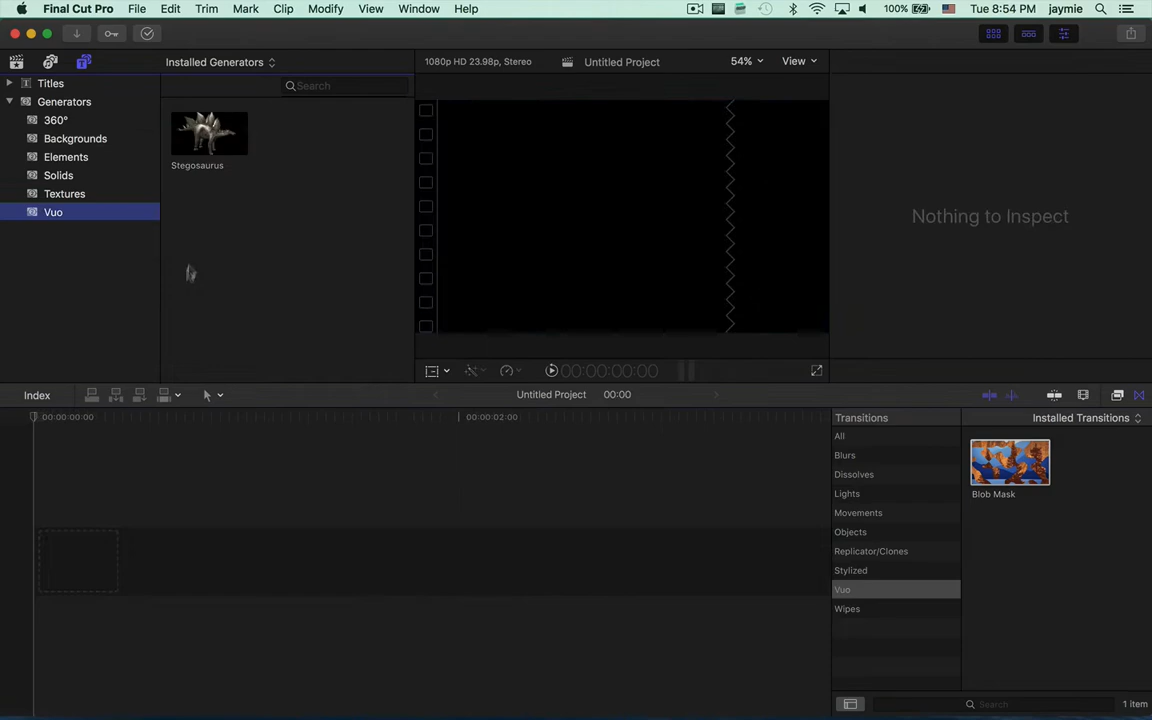 Final Cut Pro File Edit Trim Mark Clip Modify View Window Help 100% Tue 8:54 PM jaymie
Installed Generators 1080p HD 23.98p, Stereo Untitled Project 54% View
Titles
Search
Generators
360°
Backgrounds
Elements
Solids
Textures
Vuo
Stegosaurus
Nothing to Inspect
00:00:00:00
Index Untitled Project 00:00
00:00:00:00 00:00:02:00
Transitions Installed Transitions
All
Blurs
Dissolves
Lights
Movements
Objects
Replicator/Clones
Stylized
Vuo
Wipes
Blob Mask
Search 1 item